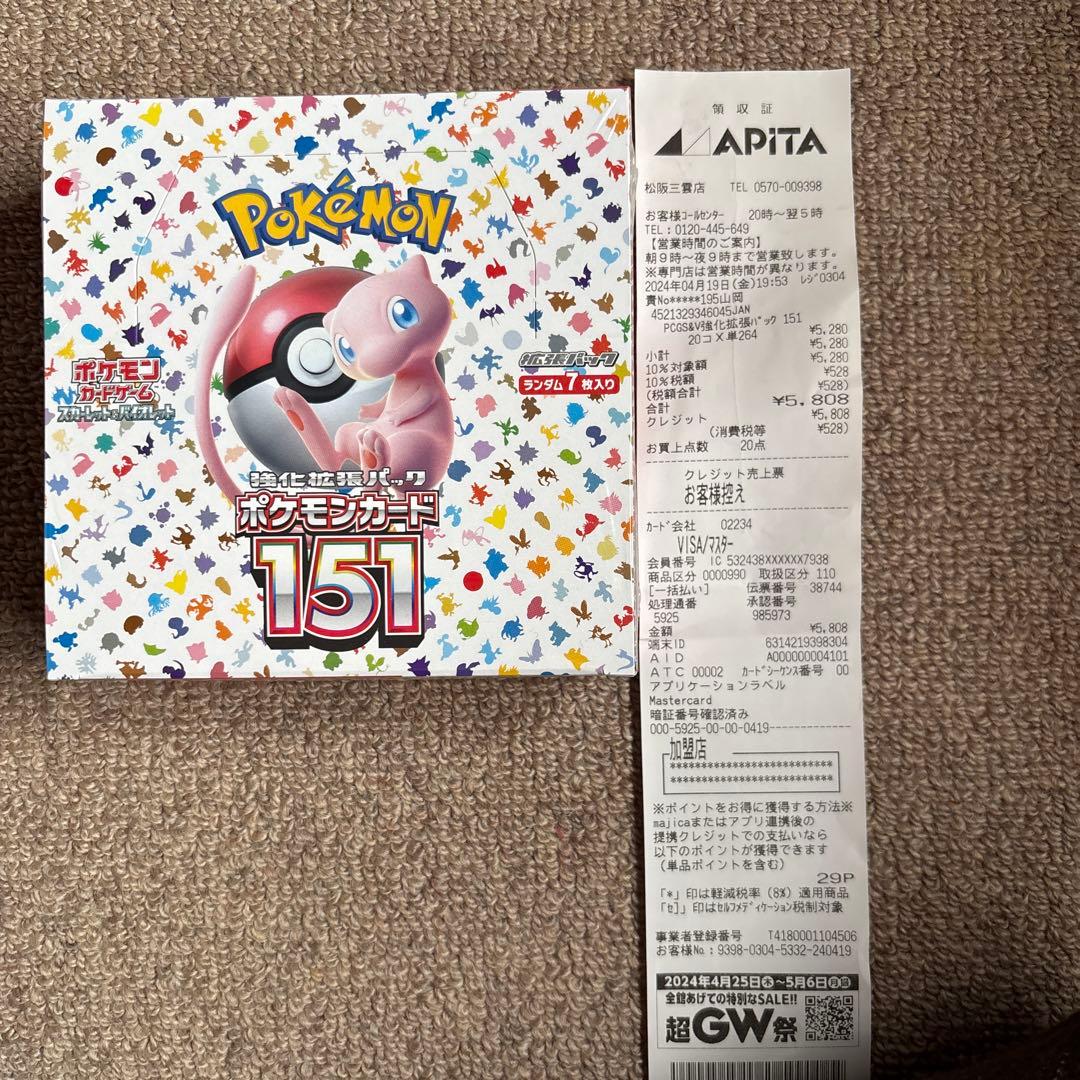 POKéMON
TM
ポケモン
カードゲーム
スカーレット&バイオレット
拡張パック
ランダム7枚入り
強化拡張パック
ポケモンカード
151
領収証
APiTA
松阪三雲店 TEL 0570-009398
お客様コールセンター 20時～翌5時
TEL:0120-445-649
【営業時間のご案内】
朝9時～夜9時まで営業致します。
※専門店は営業時間が異なります。
2024年04月19日(金)19:53 レジ0304
責No*****195山岡
4521329346045JAN
PCGS&V強化拡張パック 151
¥5,280
20コ X単264 ¥5,280
小計 ¥5,280
10%対象額 ¥528
10%税額 ¥528)
(税額合計
合計 ¥5,808
クレジット ¥5,808
(消費税等 ¥528)
お買上点数 20点
クレジット売上票
お客様控え
カード会社 02234
VISA/マスター
会員番号 IC 532438XXXXXX7938
商品区分 0000990 取扱区分 110
[一括払い] 伝票番号 38744
処理通番 承認番号
5925 985973
金額 ¥5,808
端末ID 6314219398304
AID A000000004101
ATC 00002 カードシーケンス番号 00
アプリケーションラベル
Mastercard
暗証番号確認済み
000-5925-00-00-0419
加盟店
**************************
**************************
※ポイントをお得に獲得する方法※
majicaまたはアプリ連携後の
提携クレジットでの支払いなら
以下のポイントが獲得できます
(単品ポイントを含む)
29P
「*」印は軽減税率(8%)適用商品
「セ」印はセルフメディケーション税制対象
事業者登録番号 T4180001104506
お客様No:9398-0304-5332-240419
2024年4月25日木～5月6日月・振
全館あげての特別なSALE!!
超GW祭